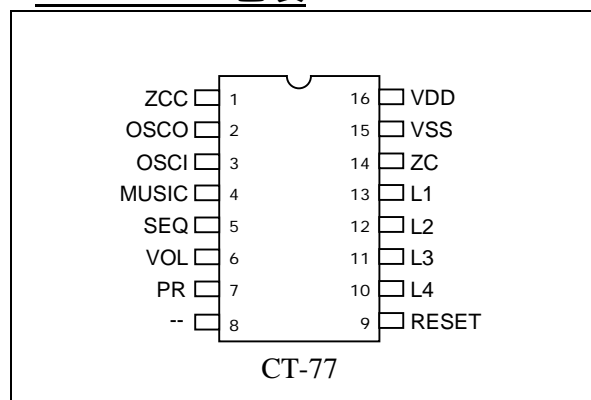 ZCC 1 16 VDD
OSCO 2 15 VSS
OSCI 3 14 ZC
MUSIC 4 13 L1
SEQ 5 12 L2
VOL 6 11 L3
PR 7 10 L4
-- 8 9 RESET
CT-77